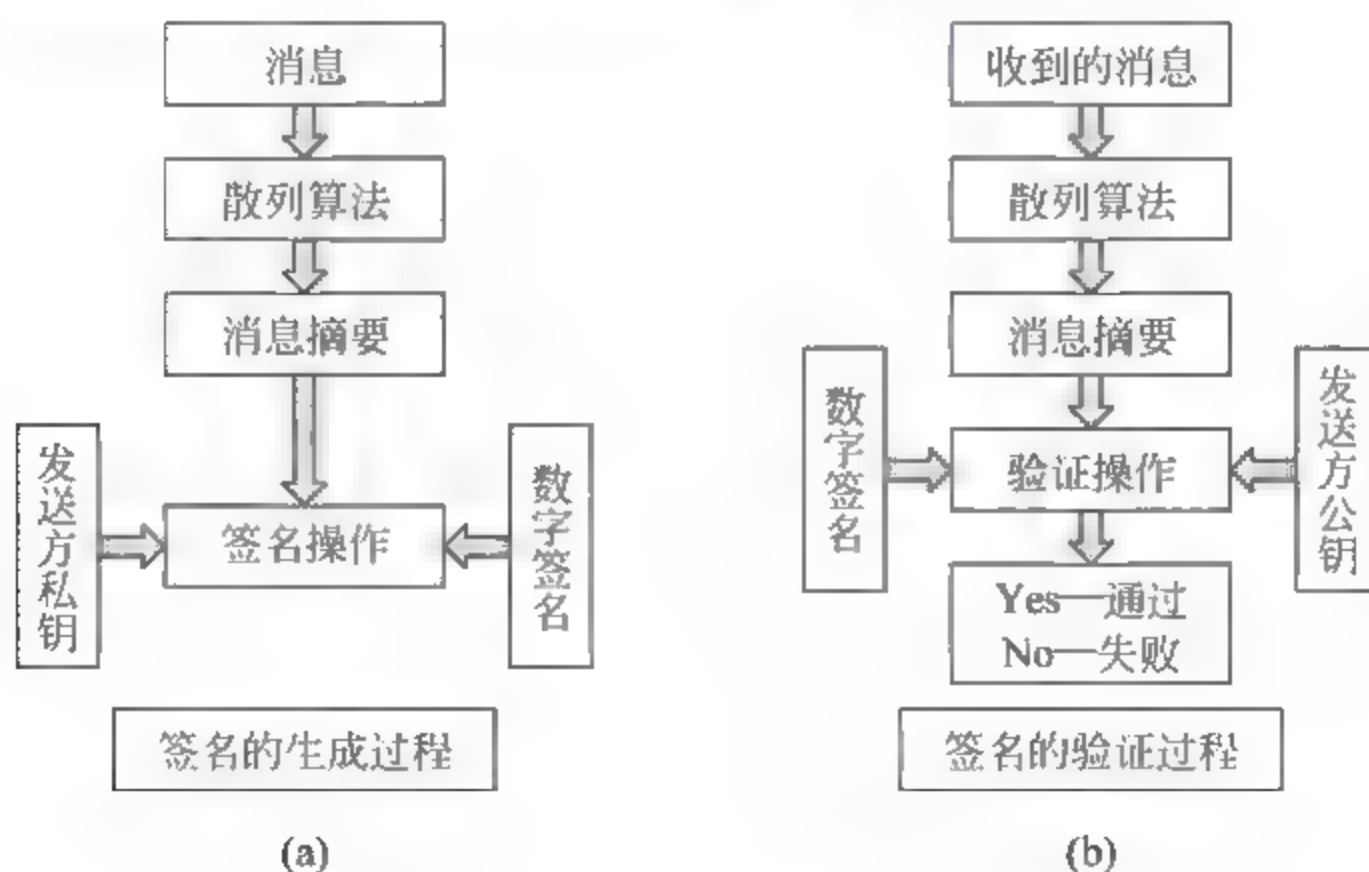 消息
散列算法
消息摘要
发送方私钥
签名操作
数字签名
签名的生成过程
(a)
收到的消息
散列算法
消息摘要
数字签名
验证操作
发送方公钥
Yes—通过
No—失败
签名的验证过程
(b)